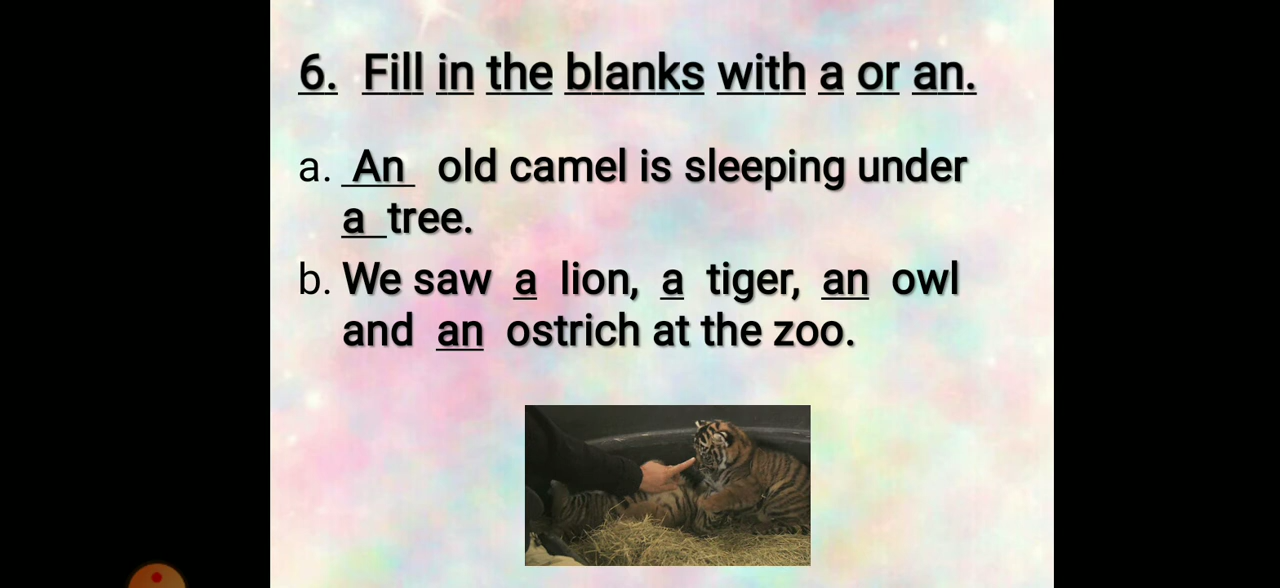 6. Fill in the blanks with a or an.
a. An old camel is sleeping under
a tree.
b. We saw a lion, a tiger, an owl
and an ostrich at the zoo.